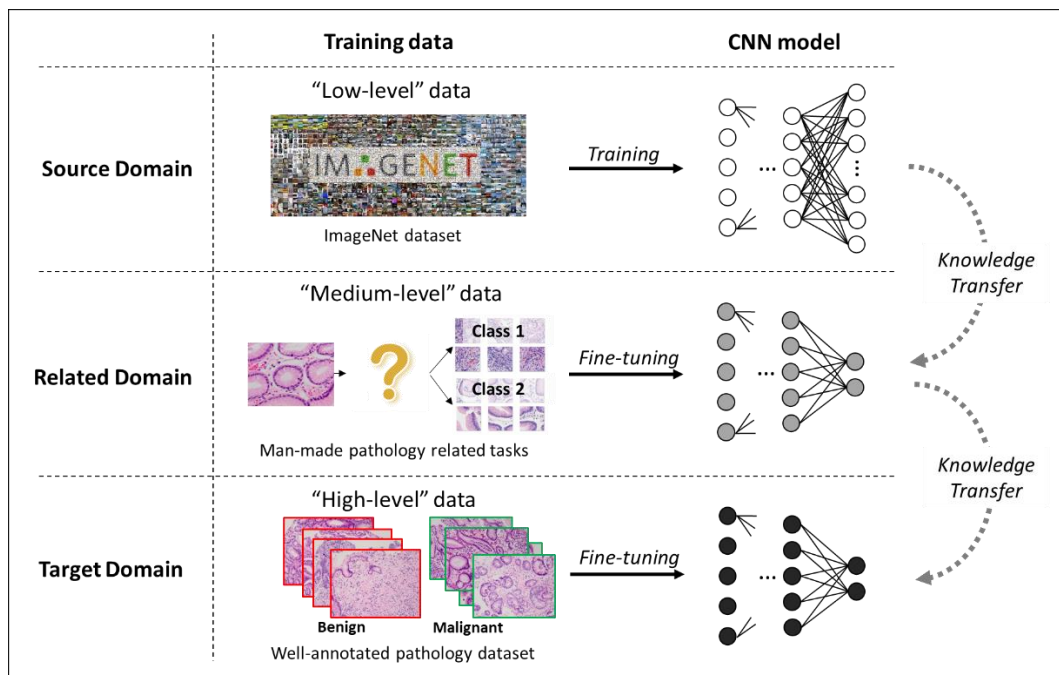 Training data
CNN model
Source Domain
“Low-level” data
IMAGENET
ImageNet dataset
Training
...
...
Knowledge
Transfer
Related Domain
“Medium-level” data
?
Class 1
Class 2
Man-made pathology related tasks
Fine-tuning
...
Knowledge
Transfer
Target Domain
“High-level” data
Benign
Malignant
Well-annotated pathology dataset
Fine-tuning
...